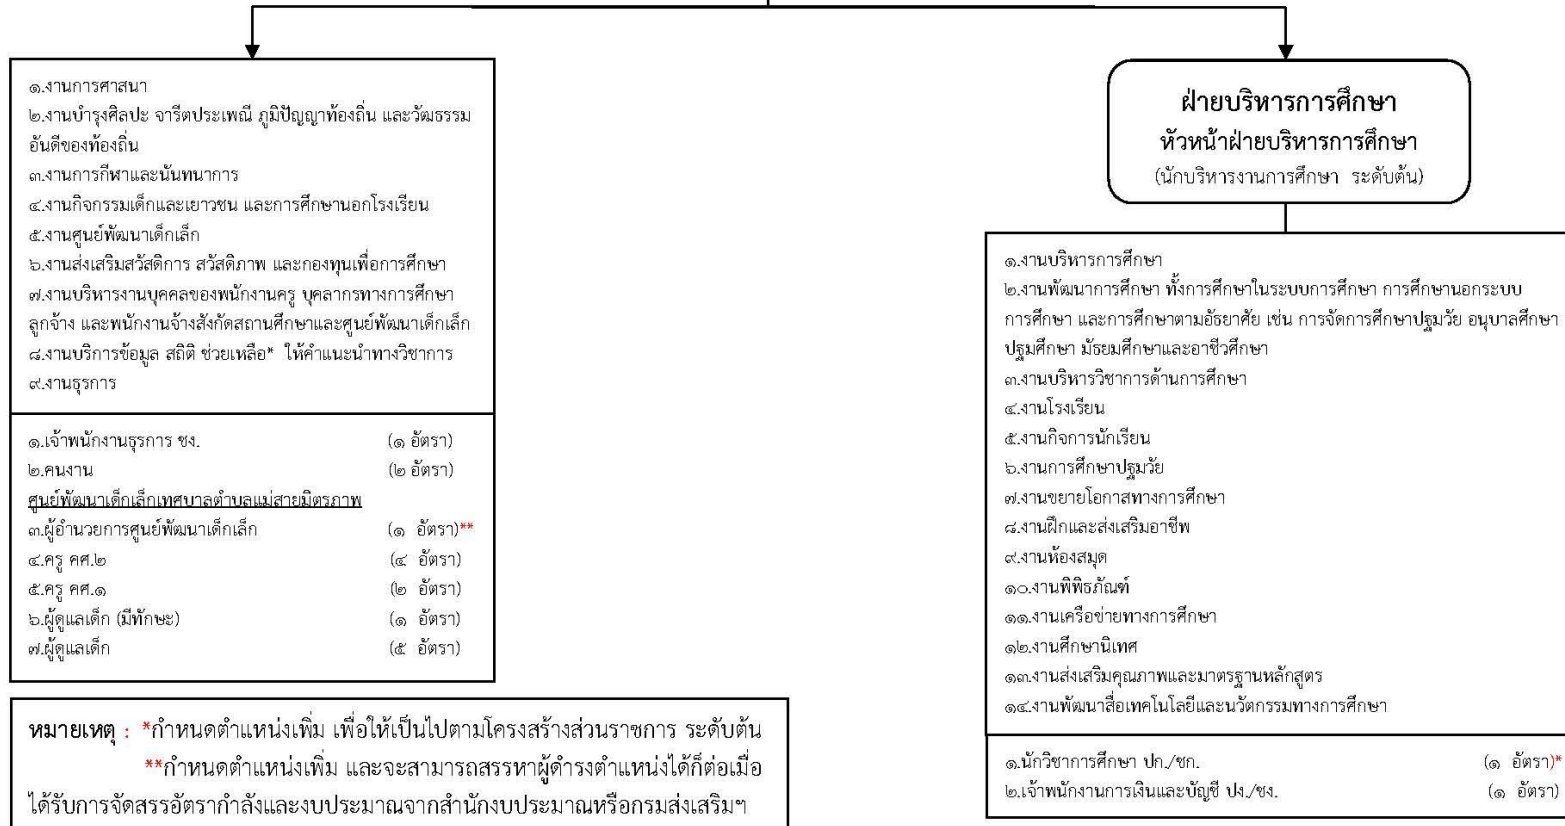 ๑.งานการศาสนา
๒.งานบำรุงศิลปะ จารีตประเพณี ภูมิปัญญาท้องถิ่น และวัฒธรรม
อันดีของท้องถิ่น
๓.งานการกีฬาและนันทนาการ
๔.งานกิจกรรมเด็กและเยาวชน และการศึกษานอกโรงเรียน
๕.งานศูนย์พัฒนาเด็กเล็ก
๖.งานส่งเสริมสวัสดิการ สวัสดิภาพ และกองทุนเพื่อการศึกษา
๗.งานบริหารงานบุคคลของพนักงานครู บุคลากรทางการศึกษา
ลูกจ้าง และพนักงานจ้างสังกัดสถานศึกษาและศูนย์พัฒนาเด็กเล็ก
๘.งานบริการข้อมูล สถิติ ช่วยเหลือ* ให้คำแนะนำทางวิชาการ
๙.งานธุรการ
๑.เจ้าพนักงานธุรการ ชง. (๑ อัตรา)
๒.คนงาน (๒ อัตรา)
ศูนย์พัฒนาเด็กเล็กเทศบาลตำบลแม่สายมิตรภาพ
๓.ผู้อำนวยการศูนย์พัฒนาเด็กเล็ก (๑ อัตรา)**
๔.ครู คศ.๒ (๔ อัตรา)
๕.ครู คศ.๑ (๒ อัตรา)
๖.ผู้ดูแลเด็ก (มีทักษะ) (๑ อัตรา)
๗.ผู้ดูแลเด็ก (๕ อัตรา)
หมายเหตุ : *กำหนดตำแหน่งเพิ่ม เพื่อให้เป็นไปตามโครงสร้างส่วนราชการ ระดับต้น
**กำหนดตำแหน่งเพิ่ม และจะสามารถสรรหาผู้ดำรงตำแหน่งได้ก็ต่อเมื่อ
ได้รับการจัดสรรอัตรากำลังและงบประมาณจากสำนักงบประมาณหรือกรมส่งเสริมฯ
ฝ่ายบริหารการศึกษา
หัวหน้าฝ่ายบริหารการศึกษา
(นักบริหารงานการศึกษา ระดับต้น)
๑.งานบริหารการศึกษา
๒.งานพัฒนาการศึกษา ทั้งการศึกษาในระบบการศึกษา การศึกษานอกระบบ
การศึกษา และการศึกษาตามอัธยาศัย เช่น การจัดการศึกษาปฐมวัย อนุบาลศึกษา
ปฐมศึกษา มัธยมศึกษาและอาชีวศึกษา
๓.งานบริหารวิชาการด้านการศึกษา
๔.งานโรงเรียน
๕.งานกิจการนักเรียน
๖.งานการศึกษาปฐมวัย
๗.งานขยายโอกาสทางการศึกษา
๘.งานฝึกและส่งเสริมอาชีพ
๙.งานห้องสมุด
๑๐.งานพิพิธภัณฑ์
๑๑.งานเครือข่ายทางการศึกษา
๑๒.งานศึกษานิเทศ
๑๓.งานส่งเสริมคุณภาพและมาตรฐานหลักสูตร
๑๔.งานพัฒนาสื่อเทคโนโลยีและนวัตกรรมทางการศึกษา
๑.นักวิชาการศึกษา ปก./ชก. (๑ อัตรา)*
๒.เจ้าพนักงานการเงินและบัญชี ปง./ชง. (๑ อัตรา)